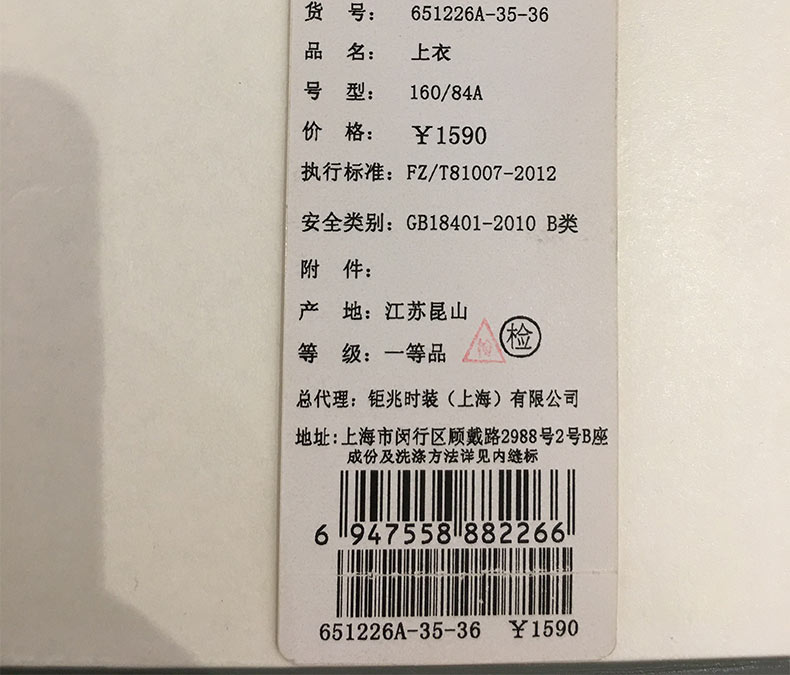 货 号: 651226A-35-36
品 名: 上衣
号 型: 160/84A
价 格: ¥1590
执行标准: FZ/T81007-2012
安全类别: GB18401-2010 B类
附 件:
产 地: 江苏昆山
等 级: 一等品
检
总代理: 钜兆时装（上海）有限公司
地址:上海市闵行区顾戴路2988号2号B座
成份及洗涤方法详见内缝标
6 947558 882266
651226A-35-36 ¥1590